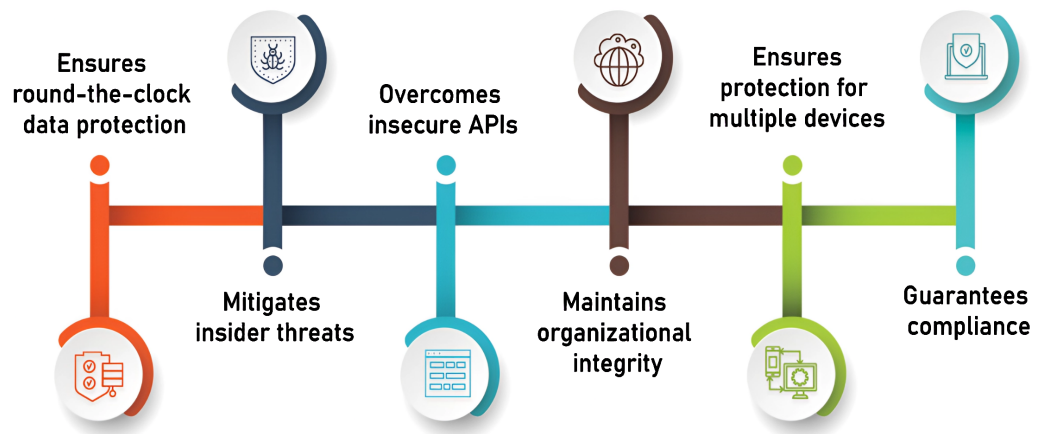 Ensures
round-the-clock
data protection
Mitigates
insider threats
Overcomes
insecure APIs
Maintains
organizational
integrity
Ensures
protection for
multiple devices
Guarantees
compliance